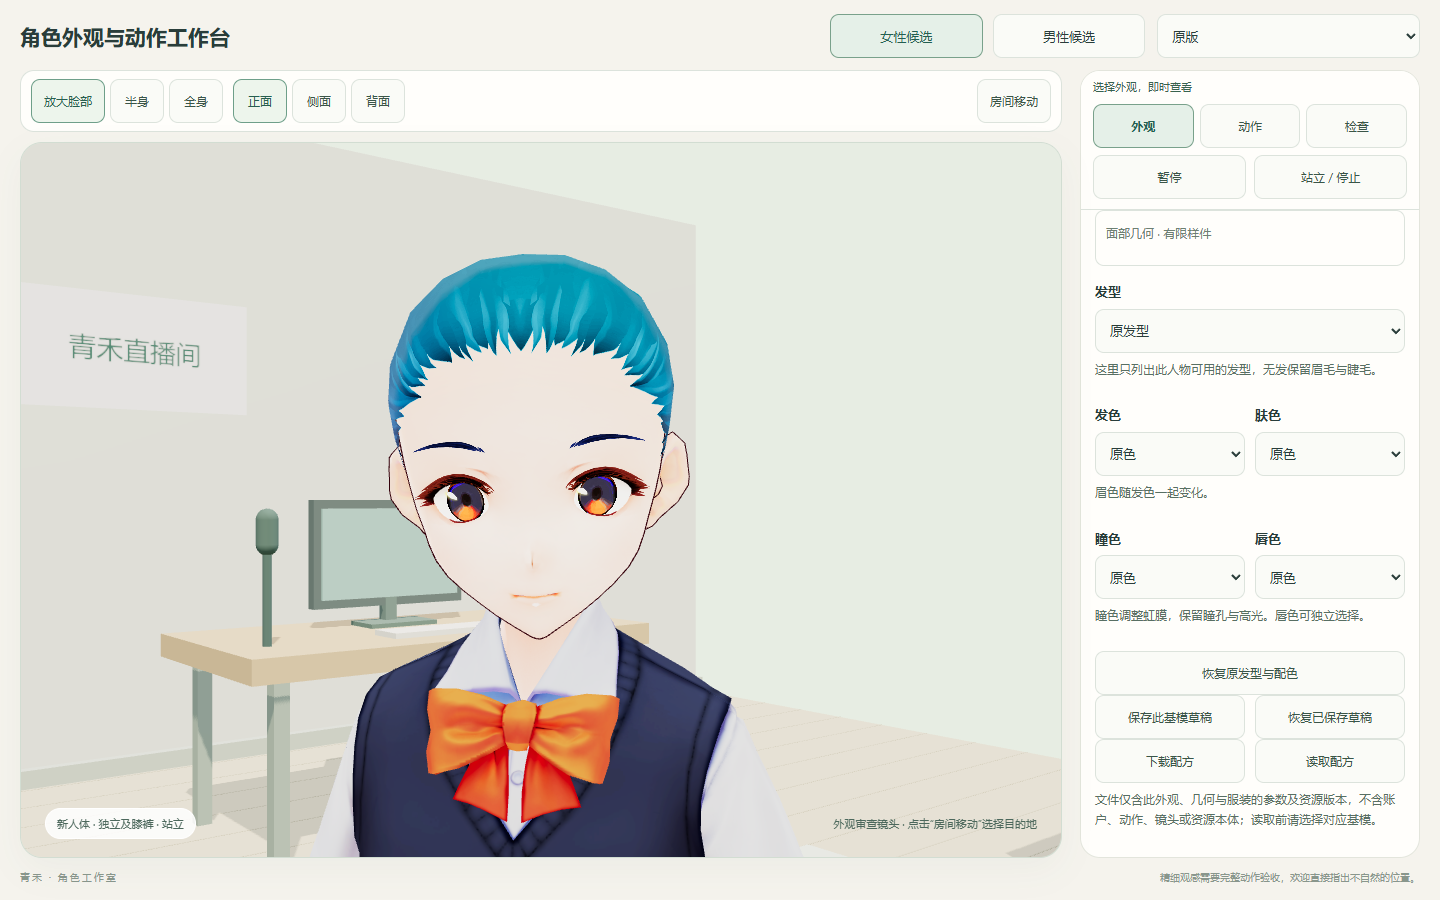 角色外观与动作工作台
女性候选
男性候选
原版
放大脸部
半身
全身
正面
侧面
背面
房间移动
选择外观，即时查看
外观
动作
检查
暂停
站立 / 停止
面部几何 · 有限样件
发型
原发型
这里只列出此人物可用的发型，无发保留眉毛与睫毛。
发色
肤色
原色
原色
眉色随发色一起变化。
瞳色
唇色
原色
原色
瞳色调整虹膜，保留瞳孔与高光。唇色可独立选择。
恢复原发型与配色
保存此基模草稿
恢复已保存草稿
下载配方
读取配方
文件仅含此外观、几何与服装的参数及资源版本，不含账
户、动作、镜头或资源本体；读取前请选择对应基模。
青禾直播间
新人体 · 独立及膝裤 · 站立
外观审查镜头 · 点击“房间移动”选择目的地
青禾 · 角色工作室
精细观感需要完整动作验收，欢迎直接指出不自然的位置。